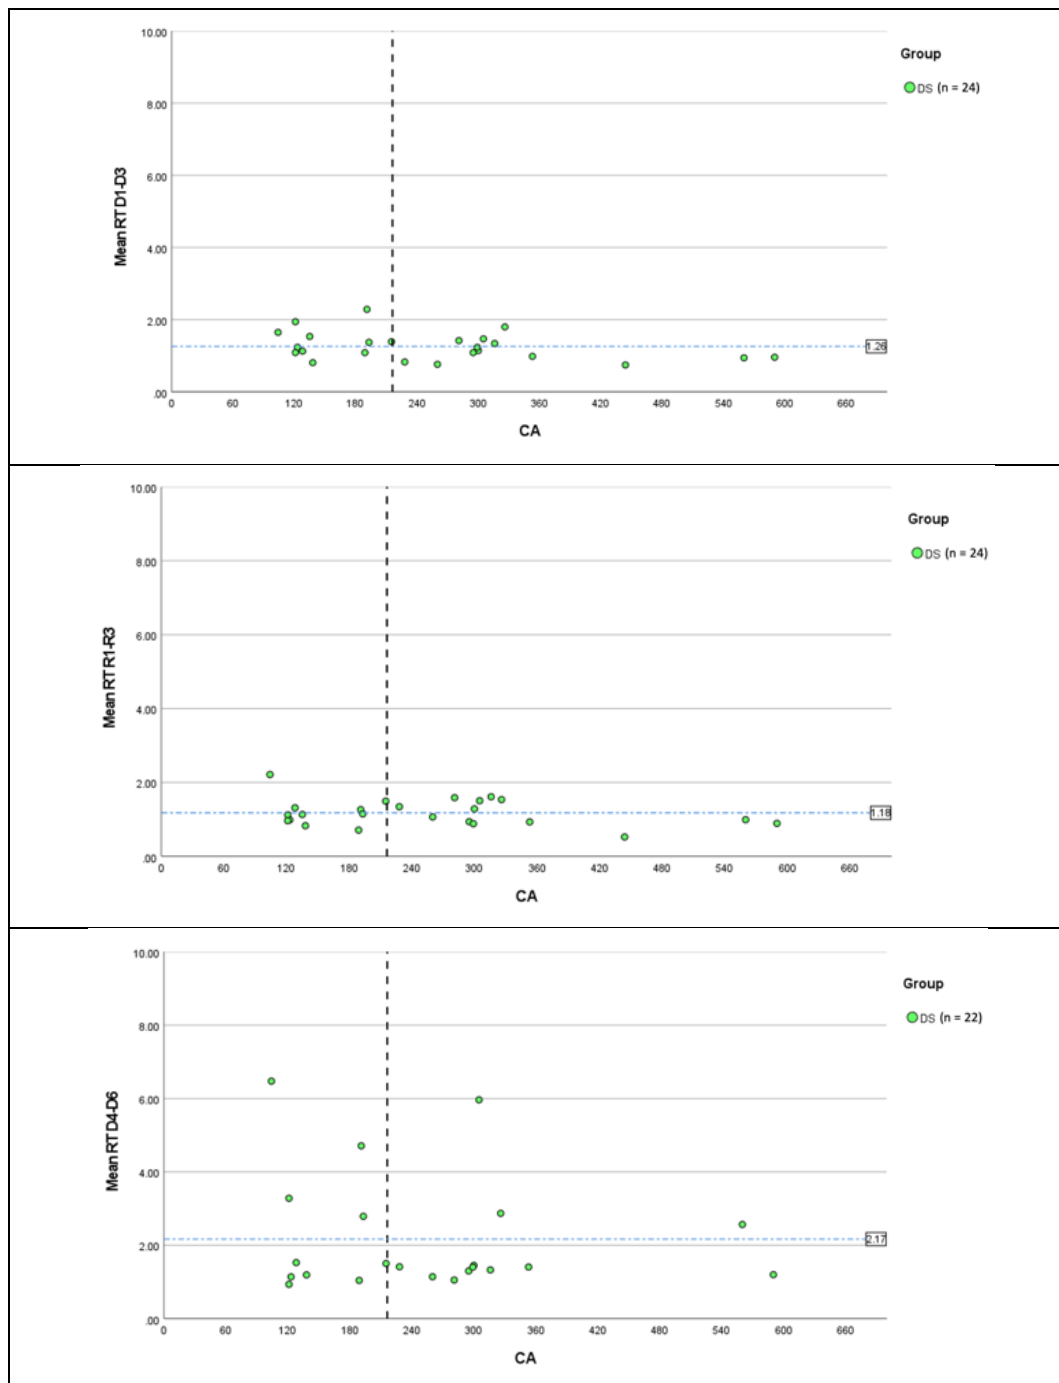 10.00
8.00
6.00
4.00
2.00
.00
Mean RT D1-D3
0 60 120 180 240 300 360 420 480 540 600 660
CA
1.26
Group
DS (n = 24)
10.00
8.00
6.00
4.00
2.00
.00
Mean RT R1-R3
0 60 120 180 240 300 360 420 480 540 600 660
CA
1.18
Group
DS (n = 24)
10.00
8.00
6.00
4.00
2.00
.00
Mean RT D4-D6
0 60 120 180 240 300 360 420 480 540 600 660
CA
2.17
Group
DS (n = 22)